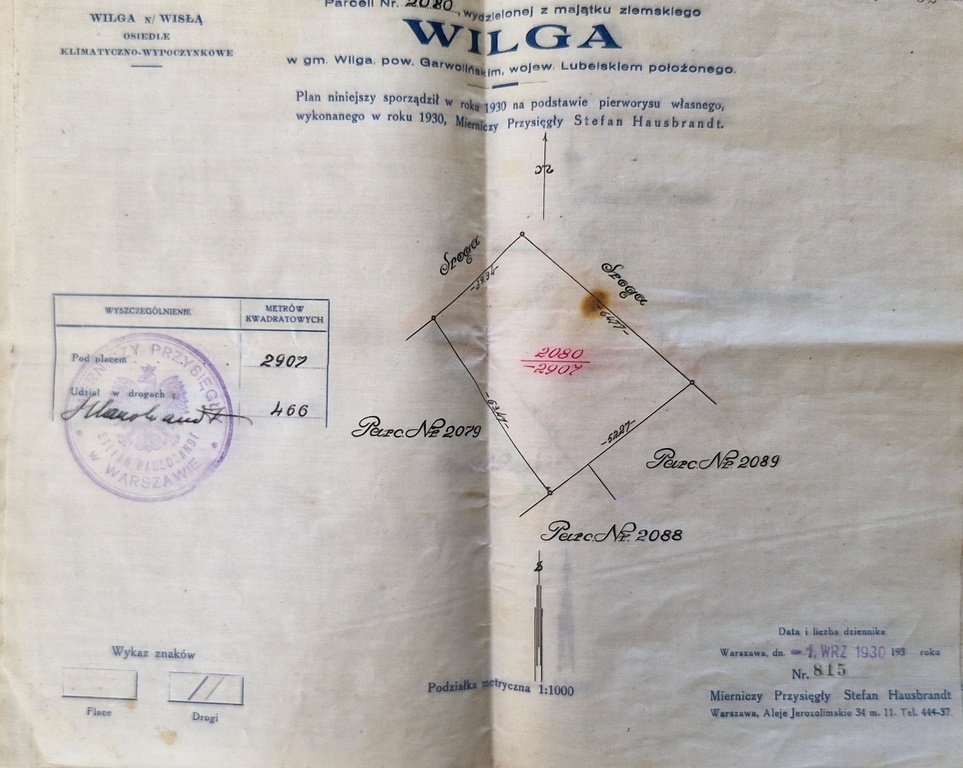 Parceli Nr. 2080, wydzielonej z majątku ziemskiego
WILGA
w gm. Wilga, pow. Garwolińskim, wojew. Lubelskiem położonego.
Plan niniejszy sporządził w roku 1930 na podstawie pierworysu własnego,
wykonanego w roku 1930, Mierniczy Przysięgły Stefan Hausbrandt.
WILGA n/ WISŁĄ
OSIEDLE
KLIMATYCZNO-WYPOCZYNKOWE
Droga
Droga
-6477-
2080
2907
-6347-
-5227-
Parc. Nr 2079
Parc. Nr 2089
Parc. Nr. 2088
WYSZCZEGÓLNIENIE
METRÓW
KWADRATOWYCH
Pod placem
2907
Udział w drogach
466
MIERNICZY PRZYSIĘGŁY
STEFAN HAUSBRANDT
w WARSZAWIE
Wykaz znaków
Place
Drogi
Podziałka metryczna 1:1000
Data i liczba dziennika
Warszawa, dn. -1. WRZ 1930 193 roku
Nr. 815
Mierniczy Przysięgły Stefan Hausbrandt
Warszawa, Aleje Jerozolimskie 34 m. 11. Tel. 444-37.